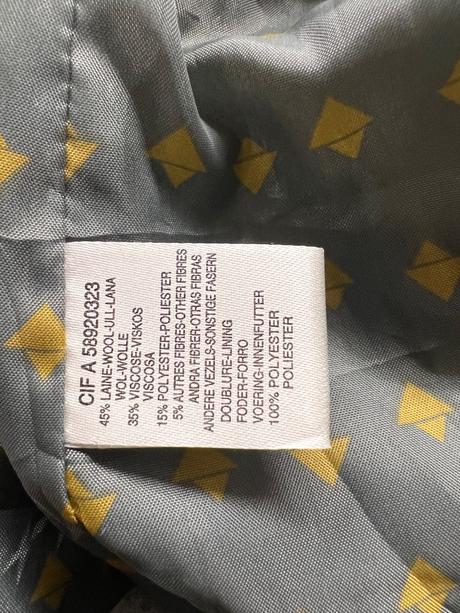 CIF A 58920323
45% LAINE-WOOL-ULL-LANA
WOL-WOLLE
35% VISCOSE-VISKOS
VISCOSA
15% POLYESTER-POLIESTER
5% AUTRES FIBRES-OTHER FIBRES
ANDRA FIBRER-OTRAS FIBRAS
ANDERE VEZELS-SONSTIGE FASERN
DOUBLURE-LINING
FODER-FORRO
VOERING-INNENFUTTER
100% POLYESTER
POLIESTER